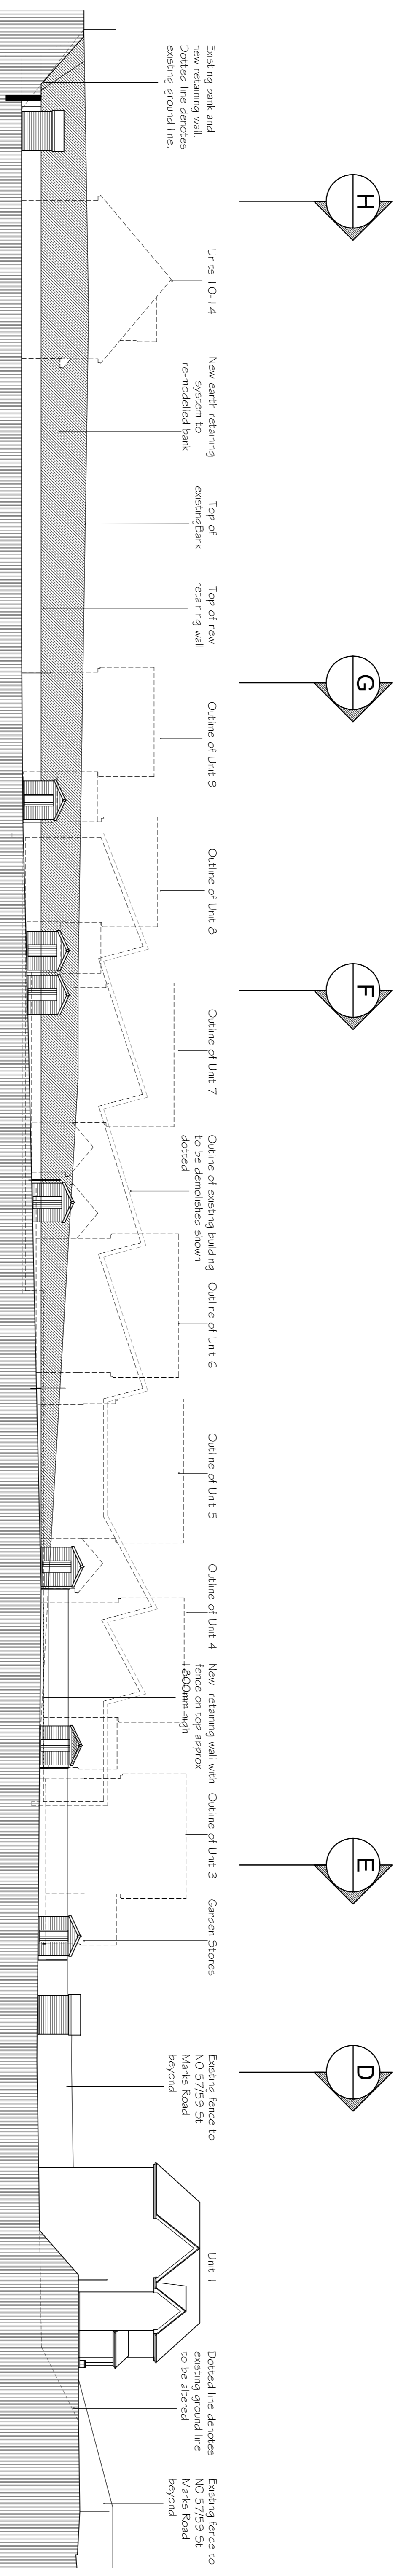 H
G
F
E
D
Existing bank and
new retaining wall.
Dotted line denotes
existing ground line.
Units 10-14
New earth retaining
system to
re-modelled bank
Top of
existingBank
Top of new
retaining wall
Outline of Unit 9
Outline of Unit 8
Outline of Unit 7
Outline of existing building
to be demolished shown
dotted
Outline of Unit 6
Outline of Unit 5
Outline of Unit 4
New retaining wall with
fence on top approx
1800mm high
Outline of Unit 3
Garden Stores
Existing fence to
NO 57/59 St
Marks Road
beyond
Unit 1
Dotted line denotes
existing ground line
to be altered
Existing fence to
NO 57/59 St
Marks Road
beyond